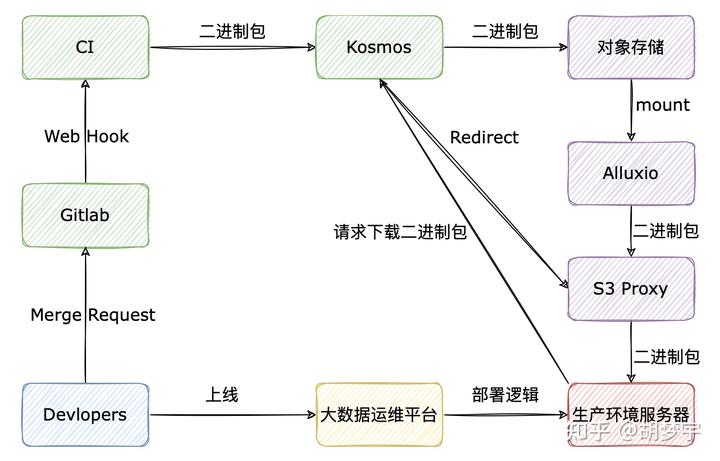 CI
二进制包
Kosmos
二进制包
对象存储
mount
Web Hook
Redirect
Alluxio
Gitlab
请求下载二进制包
二进制包
S3 Proxy
Merge Request
二进制包
Devlopers
上线
大数据运维平台
部署逻辑
生产环境服务器
知乎 @胡梦宇